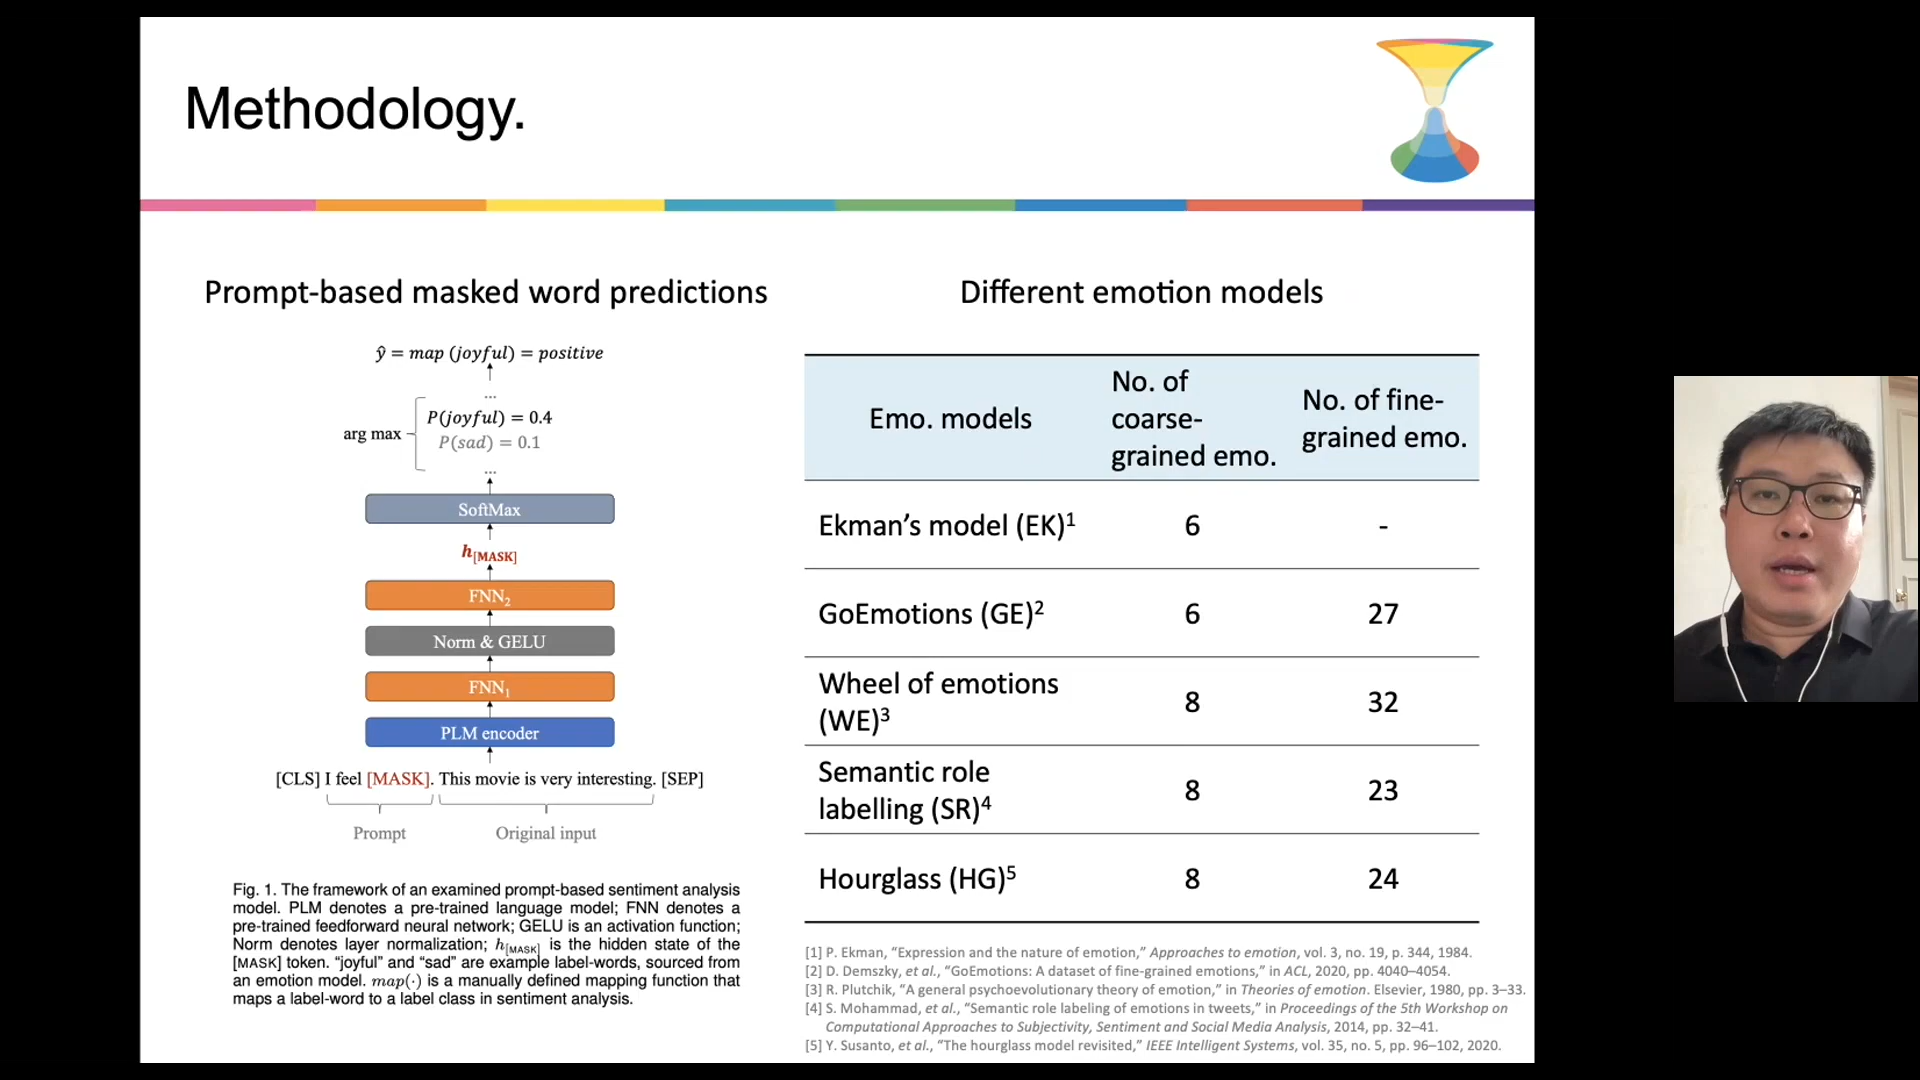 Methodology.
Prompt-based masked word predictions
ŷ = map (joyful) = positive
...
arg max
P(joyful) = 0.4
P(sad) = 0.1
...
SoftMax
h[MASK]
FNN2
Norm & GELU
FNN1
PLM encoder
[CLS] I feel [MASK]. This movie is very interesting. [SEP]
Prompt
Original input
Fig. 1. The framework of an examined prompt-based sentiment analysis
model. PLM denotes a pre-trained language model; FNN denotes a
pre-trained feedforward neural network; GELU is an activation function;
Norm denotes layer normalization; h[MASK] is the hidden state of the
[MASK] token. “joyful” and “sad” are example label-words, sourced from
an emotion model. map(·) is a manually defined mapping function that
maps a label-word to a label class in sentiment analysis.
Different emotion models
Emo. models
No. of
coarse-
grained emo.
No. of fine-
grained emo.
Ekman’s model (EK)1
6
-
GoEmotions (GE)2
6
27
Wheel of emotions
(WE)3
8
32
Semantic role
labelling (SR)4
8
23
Hourglass (HG)5
8
24
[1] P. Ekman, “Expression and the nature of emotion,” Approaches to emotion, vol. 3, no. 19, p. 344, 1984.
[2] D. Demszky, et al., “GoEmotions: A dataset of fine-grained emotions,” in ACL, 2020, pp. 4040–4054.
[3] R. Plutchik, “A general psychoevolutionary theory of emotion,” in Theories of emotion. Elsevier, 1980, pp. 3–33.
[4] S. Mohammad, et al., “Semantic role labeling of emotions in tweets,” in Proceedings of the 5th Workshop on
Computational Approaches to Subjectivity, Sentiment and Social Media Analysis, 2014, pp. 32–41.
[5] Y. Susanto, et al., “The hourglass model revisited,” IEEE Intelligent Systems, vol. 35, no. 5, pp. 96–102, 2020.